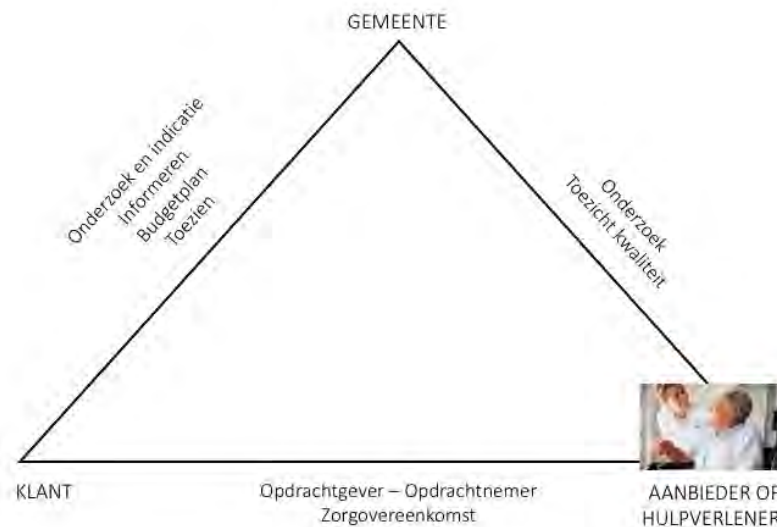 GEMEENTE
Onderzoek en indicatie
Informeren
Budgetplan
Toezien
Onderzoek
Toezicht kwaliteit
KLANT
Opdrachtgever – Opdrachtnemer
Zorgovereenkomst
AANBIEDER OF
HULPVERLENER